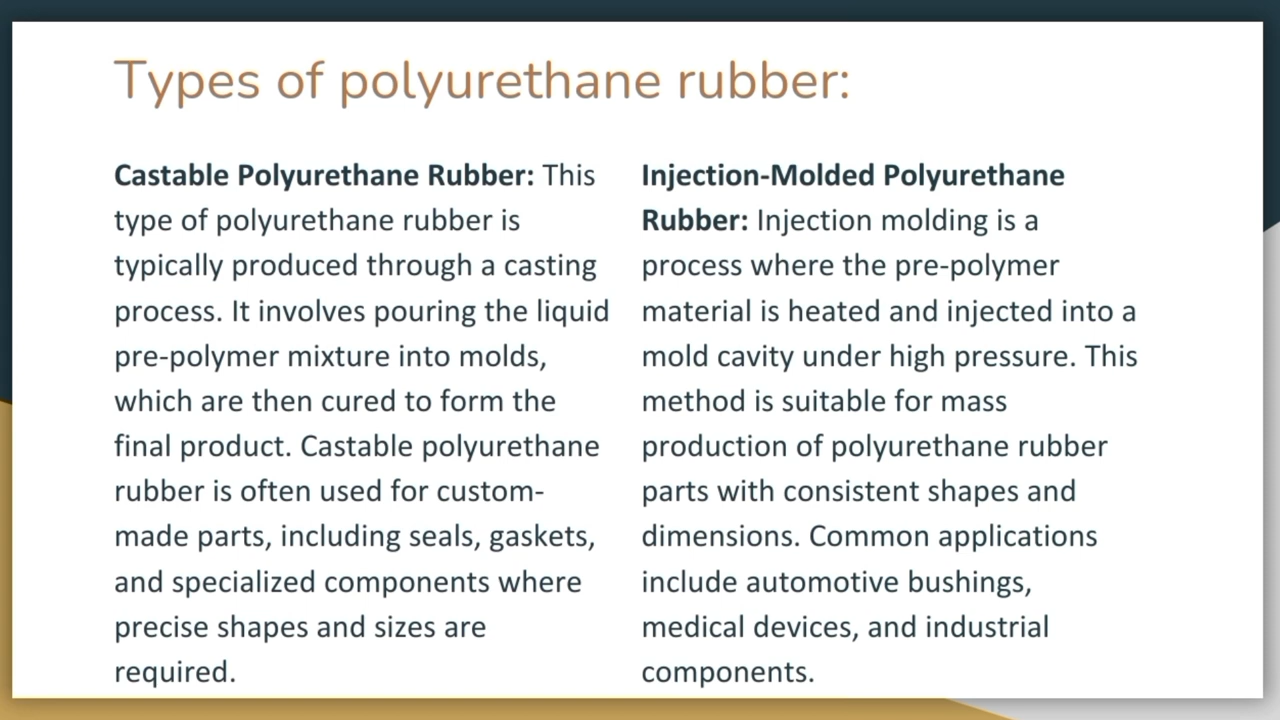 Types of polyurethane rubber:
Castable Polyurethane Rubber: This
type of polyurethane rubber is
typically produced through a casting
process. It involves pouring the liquid
pre-polymer mixture into molds,
which are then cured to form the
final product. Castable polyurethane
rubber is often used for custom-
made parts, including seals, gaskets,
and specialized components where
precise shapes and sizes are
required.
Injection-Molded Polyurethane
Rubber: Injection molding is a
process where the pre-polymer
material is heated and injected into a
mold cavity under high pressure. This
method is suitable for mass
production of polyurethane rubber
parts with consistent shapes and
dimensions. Common applications
include automotive bushings,
medical devices, and industrial
components.